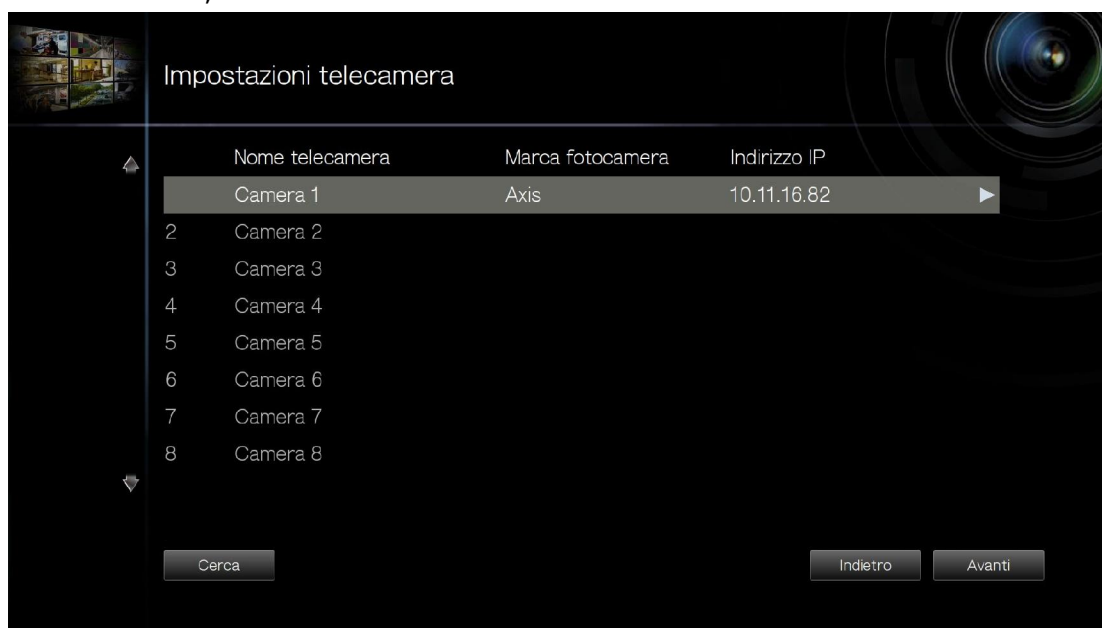 Impostazioni telecamera
Nome telecamera Marca fotocamera Indirizzo IP
Camera 1 Axis 10.11.16.82
2 Camera 2
3 Camera 3
4 Camera 4
5 Camera 5
6 Camera 6
7 Camera 7
8 Camera 8
Cerca Indietro Avanti